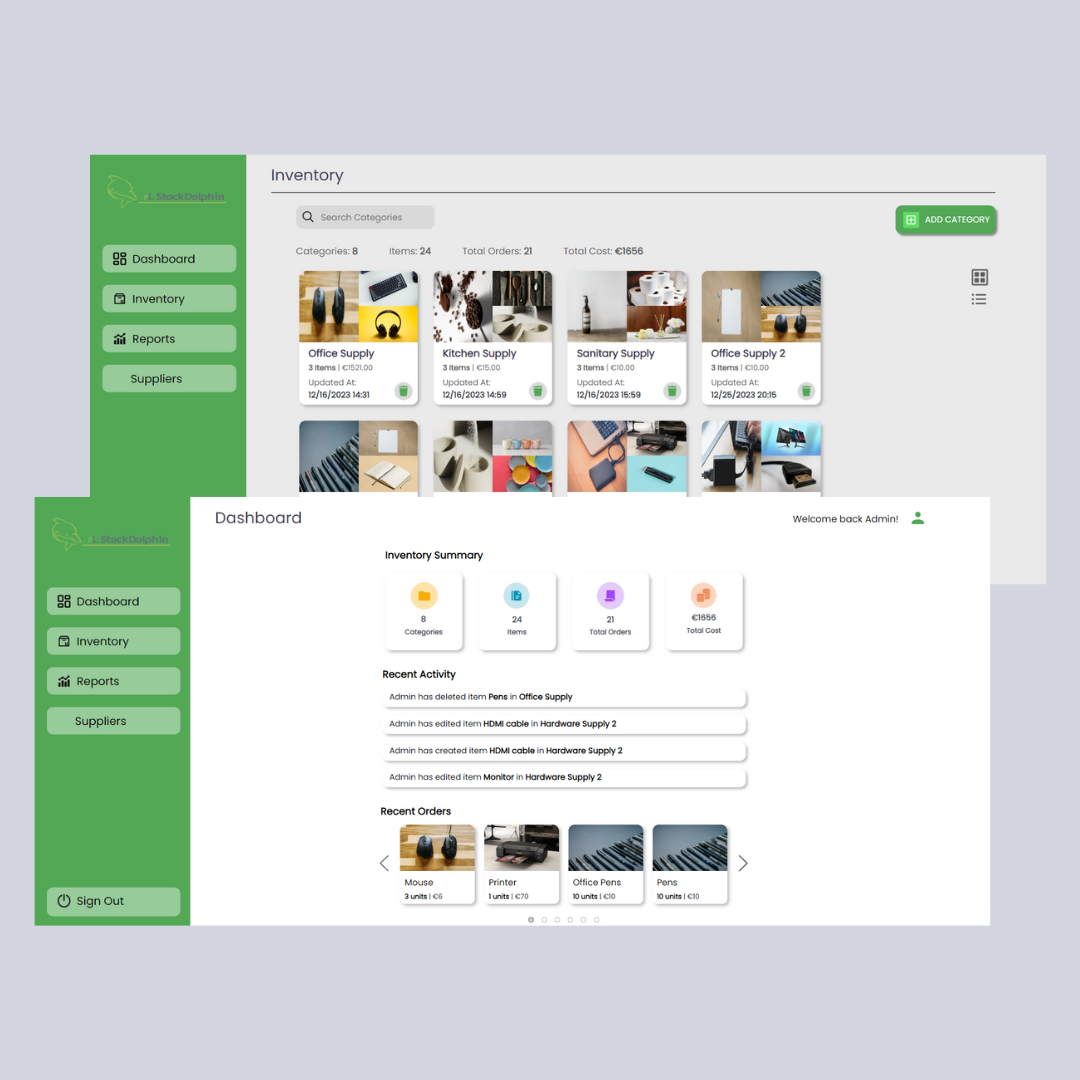 StockDolphin
Inventory
Search Categories
ADD CATEGORY
Categories: 8 Items: 24 Total Orders: 21 Total Cost: €1656
Dashboard
Inventory
Reports
Suppliers
Office Supply
3 Items | €1521.00
Updated At:
12/16/2023 14:31
Kitchen Supply
3 Items | €15.00
Updated At:
12/16/2023 14:59
Sanitary Supply
3 Items | €10.00
Updated At:
12/16/2023 15:59
Office Supply 2
3 Items | €10.00
Updated At:
12/25/2023 20:15
StockDolphin
Dashboard
Inventory
Reports
Suppliers
Sign Out
Dashboard
Welcome back Admin!
Inventory Summary
8
Categories
24
Items
21
Total Orders
€1656
Total Cost
Recent Activity
Admin has deleted item Pens in Office Supply
Admin has edited item HDMI cable in Hardware Supply 2
Admin has created item HDMI cable in Hardware Supply 2
Admin has edited item Monitor in Hardware Supply 2
Recent Orders
Mouse
3 units | €6
Printer
1 units | €70
Office Pens
10 units | €10
Pens
10 units | €10